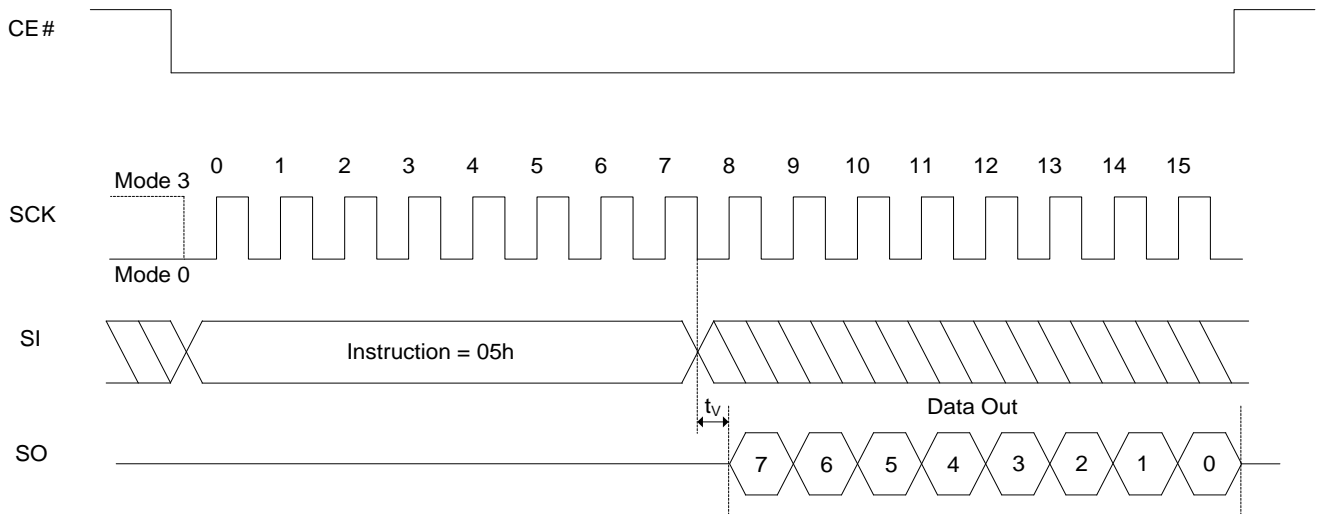 CE#
0 1 2 3 4 5 6 7 8 9 10 11 12 13 14 15
Mode 3
SCK
Mode 0
SI
Instruction = 05h
tV
Data Out
SO
7 6 5 4 3 2 1 0